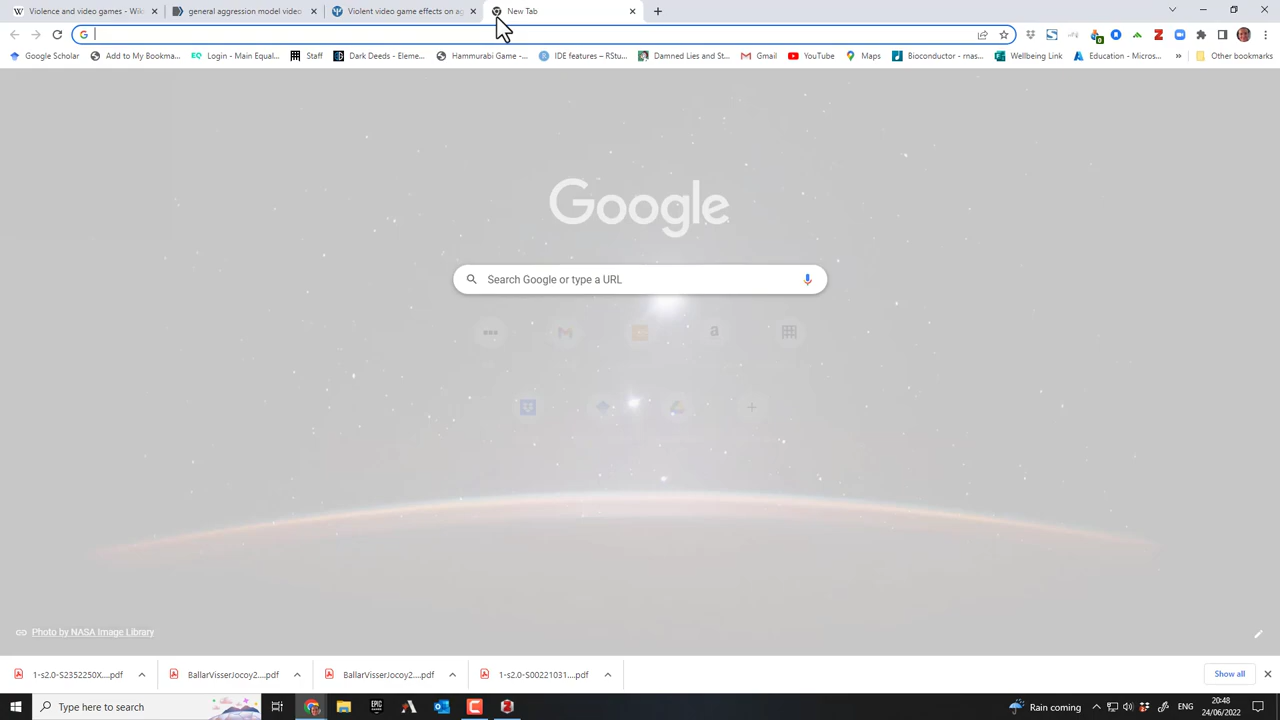 Violence and video games - Wiki
general aggression model video
Violent video game effects on ag
New Tab
Google Scholar
Add to My Bookma...
Login - Main Equal...
Staff
Dark Deeds - Eleme...
Hammurabi Game -...
IDE features – RStu...
Damned Lies and St...
Gmail
YouTube
Maps
Bioconductor - rnas...
Wellbeing Link
Education - Micros...
»
Other bookmarks
Google
Search Google or type a URL
Photo by NASA Image Library
1-s2.0-S2352250X....pdf
BallarVisserJocoy2....pdf
BallarVisserJocoy2....pdf
1-s2.0-S00221031....pdf
Show all
Type here to search
EPIC
Rain coming
ENG
20:48
24/06/2022